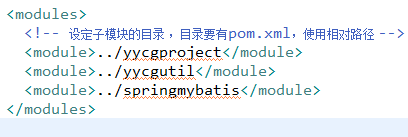 <modules>
<!-- 设定子模块的目录，目录要有pom.xml，使用相对路径 -->
<module>../yycgproject</module>
<module>../yycgutil</module>
<module>../springmybatis</module>
</modules>